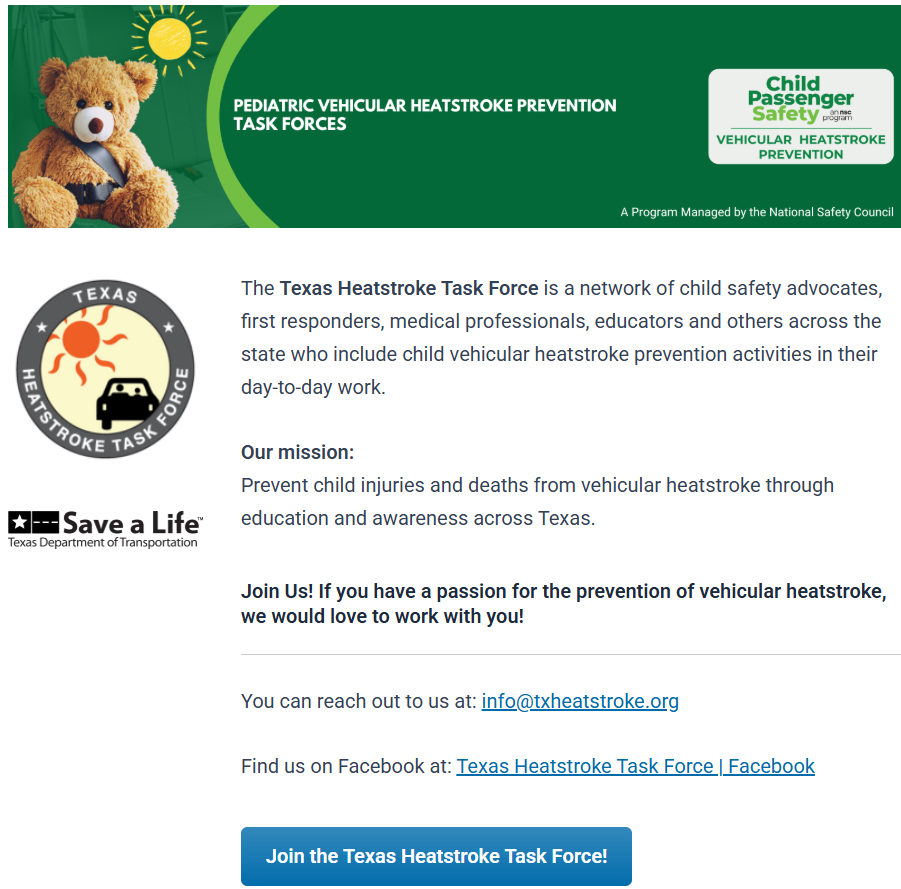 PEDIATRIC VEHICULAR HEATSTROKE PREVENTION
TASK FORCES
Child
Passenger
Safety
an nsc
program
VEHICULAR HEATSTROKE
PREVENTION
A Program Managed by the National Safety Council
TEXAS
HEATSTROKE TASK FORCE
Save a Life™
Texas Department of Transportation
The Texas Heatstroke Task Force is a network of child safety advocates,
first responders, medical professionals, educators and others across the
state who include child vehicular heatstroke prevention activities in their
day-to-day work.
Our mission:
Prevent child injuries and deaths from vehicular heatstroke through
education and awareness across Texas.
Join Us! If you have a passion for the prevention of vehicular heatstroke,
we would love to work with you!
You can reach out to us at: info@txheatstroke.org
Find us on Facebook at: Texas Heatstroke Task Force | Facebook
Join the Texas Heatstroke Task Force!